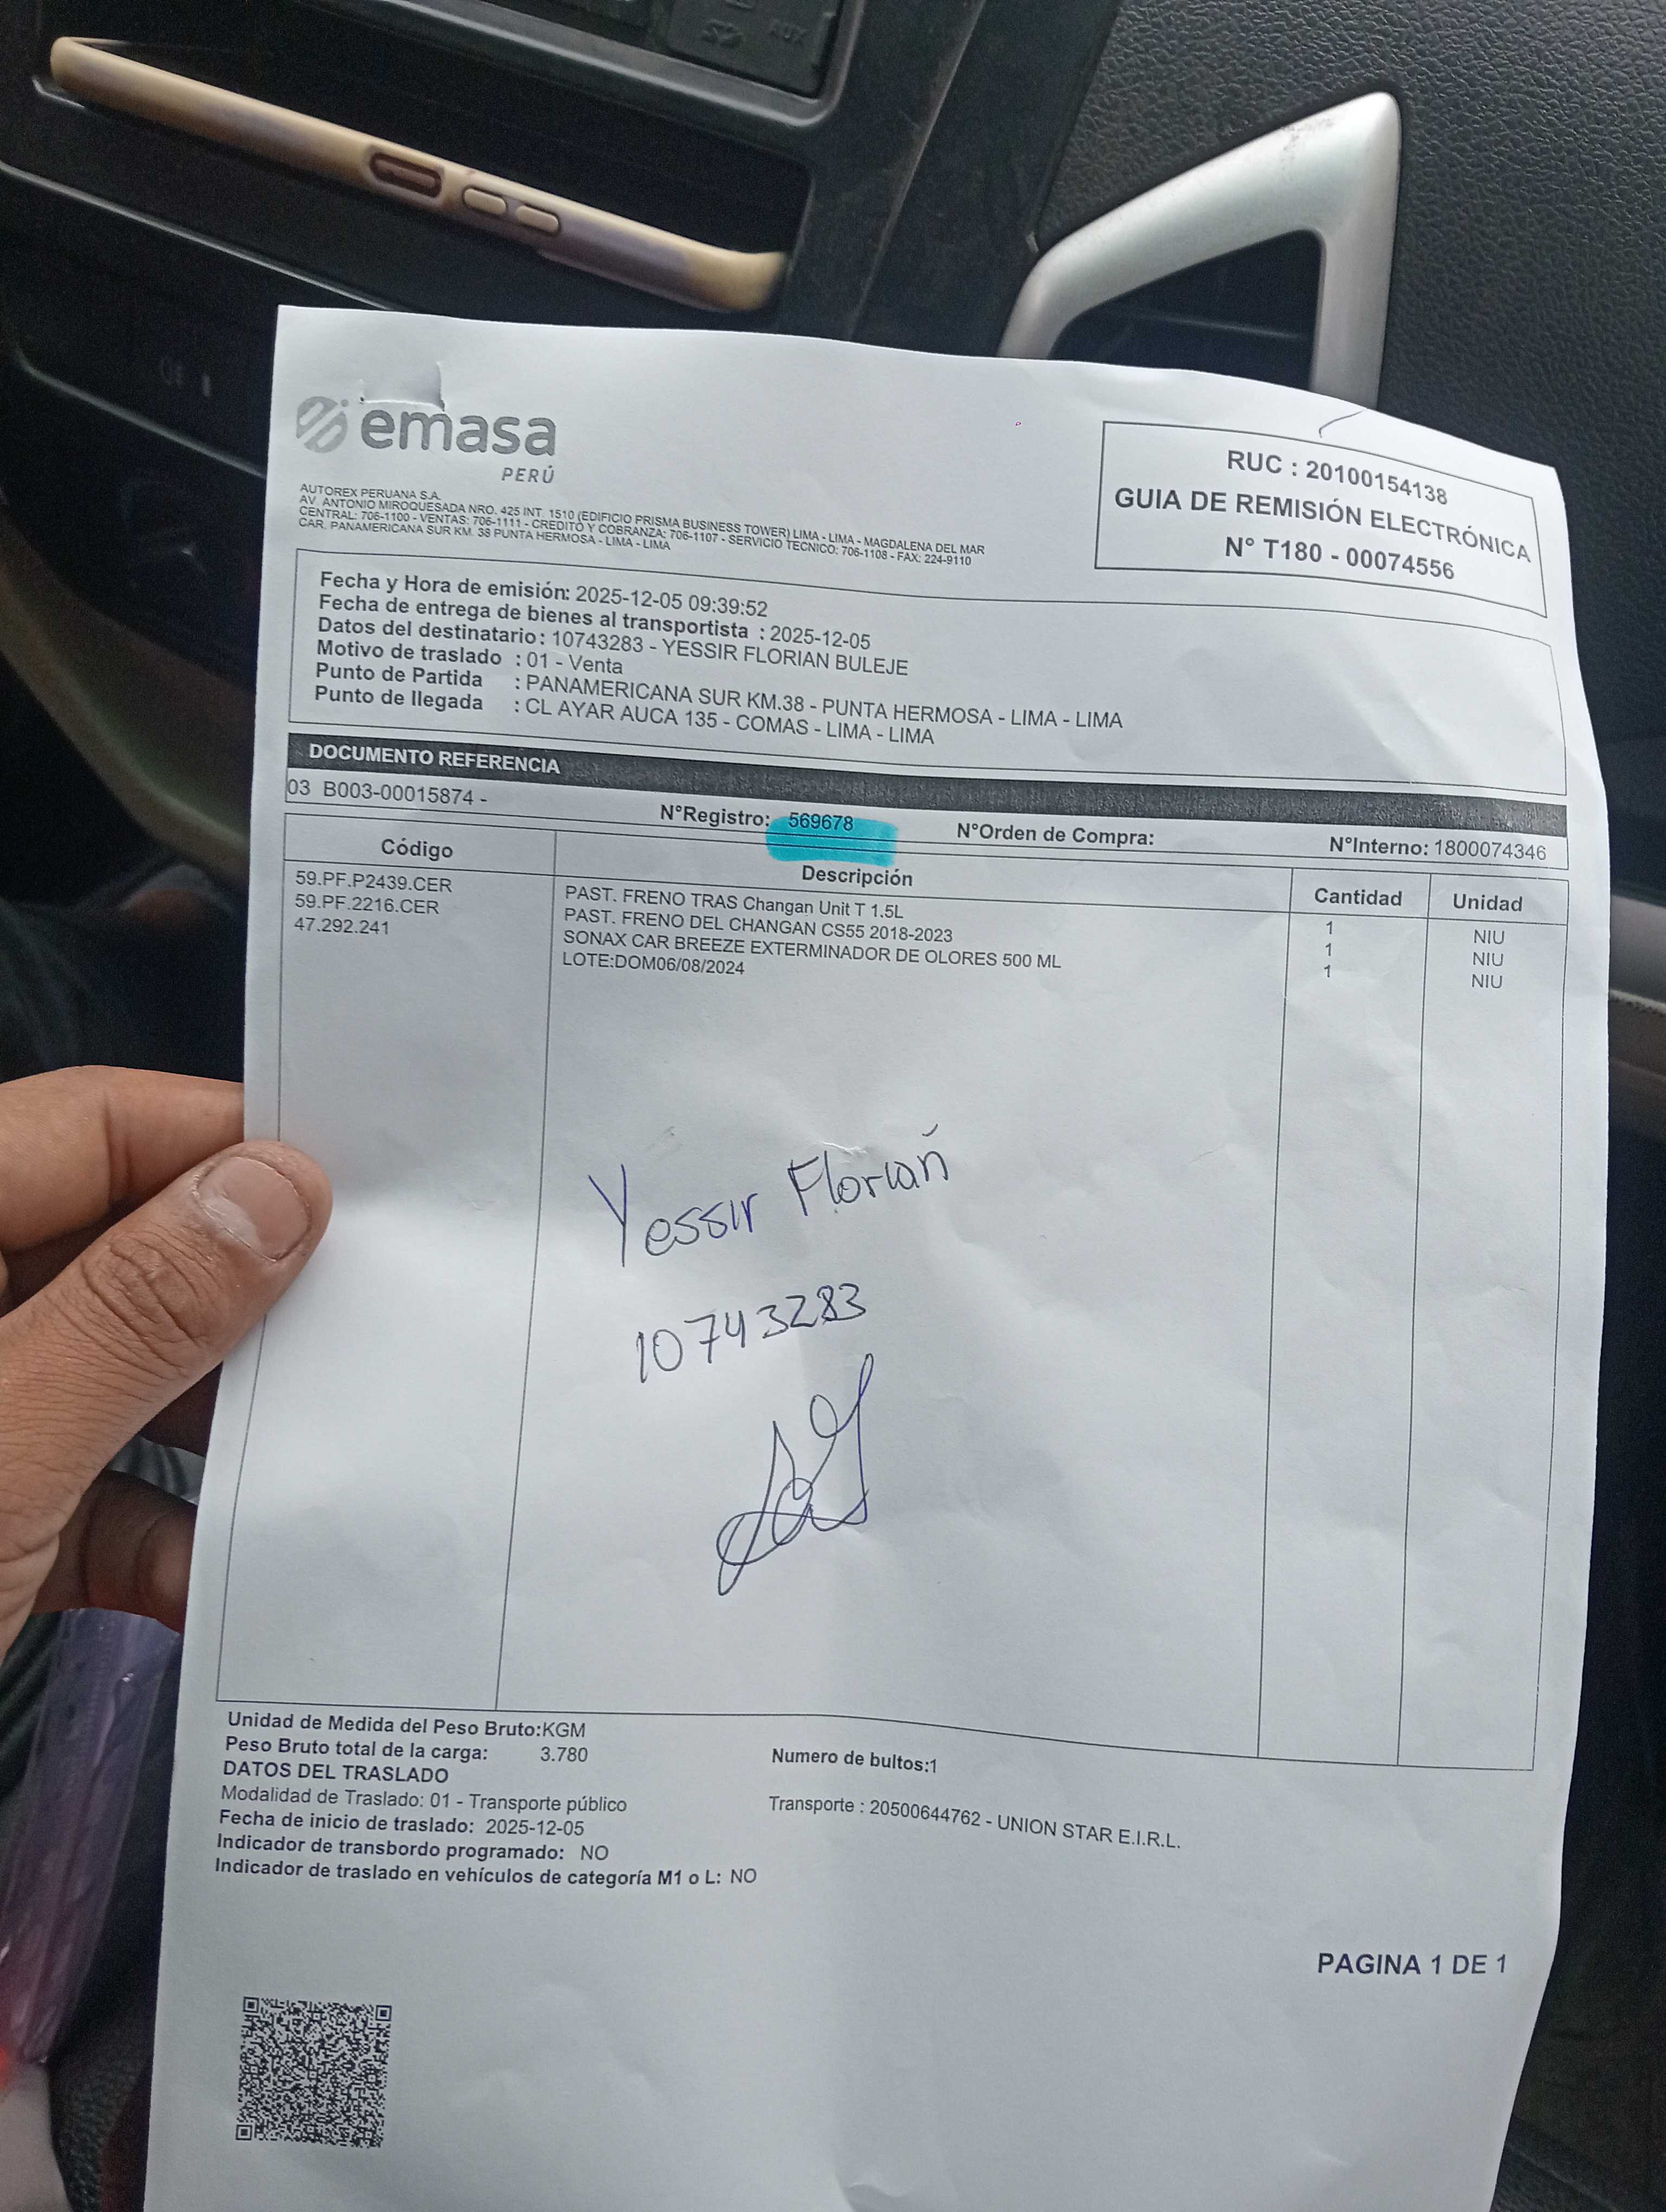 emasa
PERÚ
AUTOREX PERUANA S.A.
AV. ANTONIO MIROQUESADA NRO. 425 INT. 1510 (EDIFICIO PRISMA BUSINESS TOWER) LIMA - LIMA - MAGDALENA DEL MAR
CENTRAL: 706-1100 - VENTAS: 706-1111 - CREDITO Y COBRANZA: 706-1107 - SERVICIO TECNICO: 706-1108 - FAX: 224-9110
CAR. PANAMERICANA SUR KM. 38 PUNTA HERMOSA - LIMA - LIMA
RUC : 20100154138
GUIA DE REMISIÓN ELECTRÓNICA
N° T180 - 00074556
Fecha y Hora de emisión: 2025-12-05 09:39:52
Fecha de entrega de bienes al transportista : 2025-12-05
Datos del destinatario : 10743283 - YESSIR FLORIAN BULEJE
Motivo de traslado : 01 - Venta
Punto de Partida : PANAMERICANA SUR KM.38 - PUNTA HERMOSA - LIMA - LIMA
Punto de llegada : CL AYAR AUCA 135 - COMAS - LIMA - LIMA
DOCUMENTO REFERENCIA
03 B003-00015874 - N°Registro: 569678 N°Orden de Compra: N°Interno: 1800074346
Código Descripción Cantidad Unidad
59.PF.P2439.CER PAST. FRENO TRAS Changan Unit T 1.5L 1 NIU
59.PF.2216.CER PAST. FRENO DEL CHANGAN CS55 2018-2023 1 NIU
47.292.241 SONAX CAR BREEZE EXTERMINADOR DE OLORES 500 ML 1 NIU
LOTE:DOM06/08/2024
Yessir Florian
10743283
Unidad de Medida del Peso Bruto:KGM
Peso Bruto total de la carga: 3.780 Numero de bultos:1
DATOS DEL TRASLADO
Modalidad de Traslado: 01 - Transporte público Transporte : 20500644762 - UNION STAR E.I.R.L.
Fecha de inicio de traslado: 2025-12-05
Indicador de transbordo programado: NO
Indicador de traslado en vehículos de categoría M1 o L: NO
PAGINA 1 DE 1
AUX